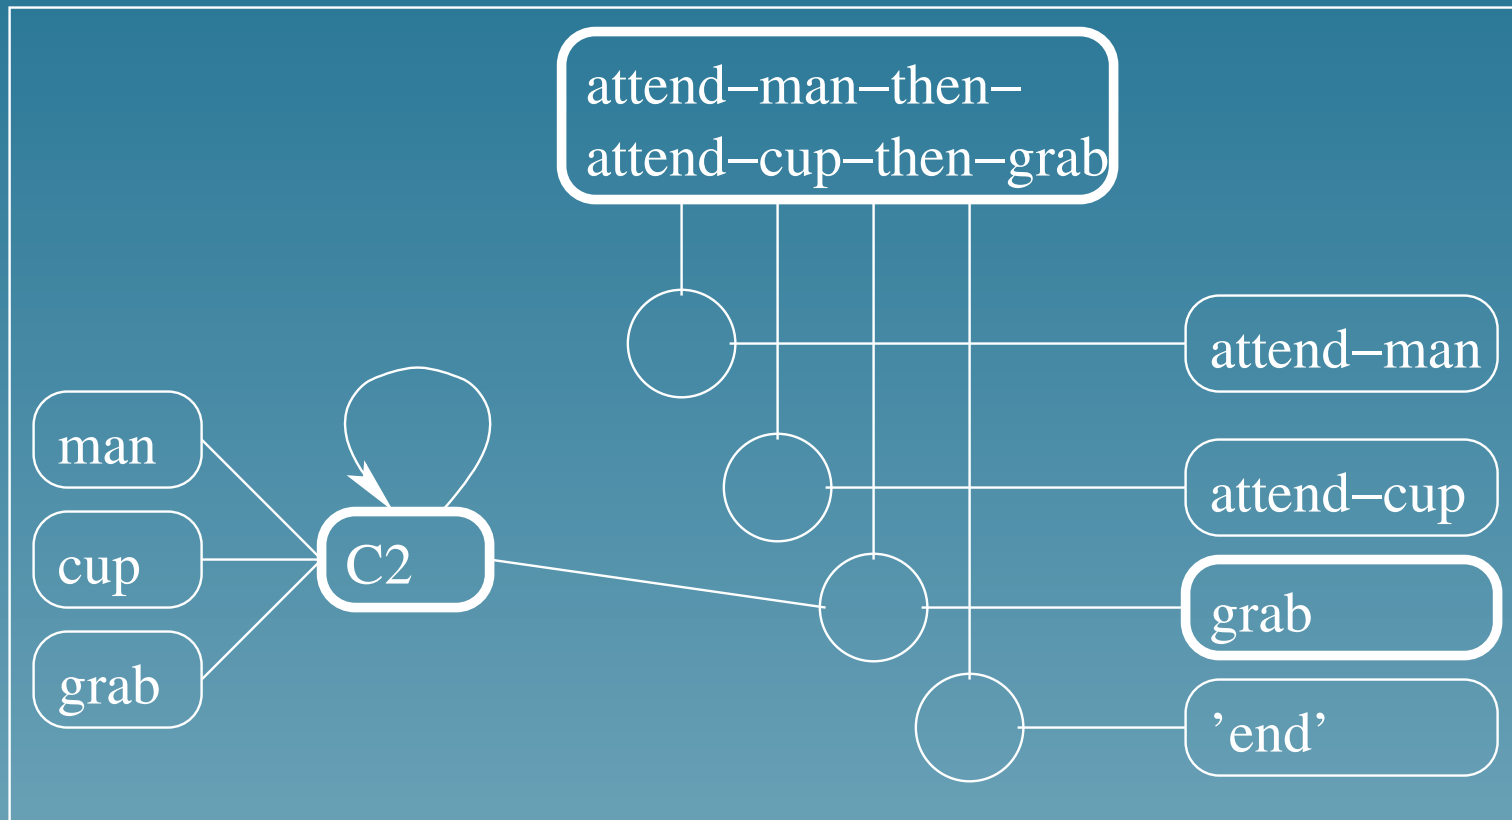 attend–man–then–
attend–cup–then–grab
attend–man
man
attend–cup
cup
C2
grab
grab
’end’